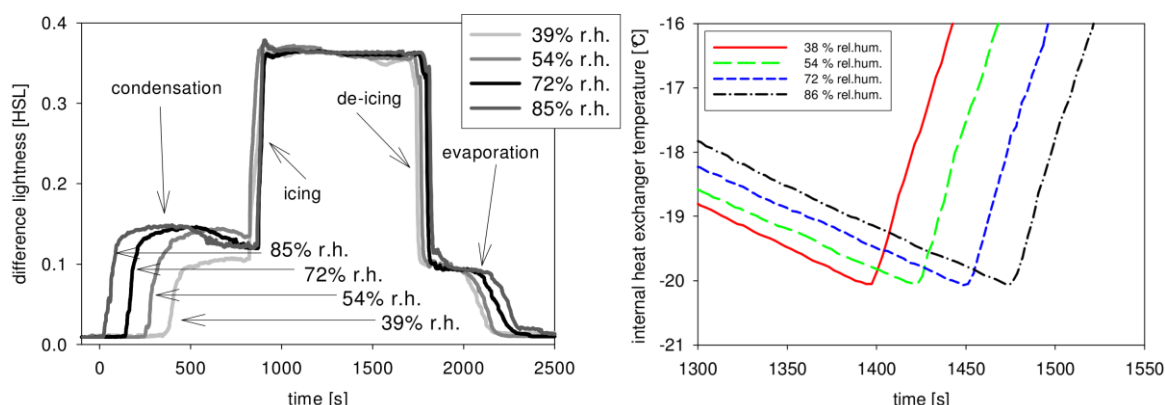 0.4
0.3
0.2
0.1
0.0
difference lightness [HSL]
0 500 1000 1500 2000 2500
time [s]
39% r.h.
54% r.h.
72% r.h.
85% r.h.
condensation
de-icing
evaporation
icing
85% r.h.
72% r.h.
54% r.h.
39% r.h.
-16
-17
-18
-19
-20
-21
internal heat exchanger temperature [°C]
1300 1350 1400 1450 1500 1550
time [s]
38 % rel.hum.
54 % rel.hum.
72 % rel.hum.
86 % rel.hum.